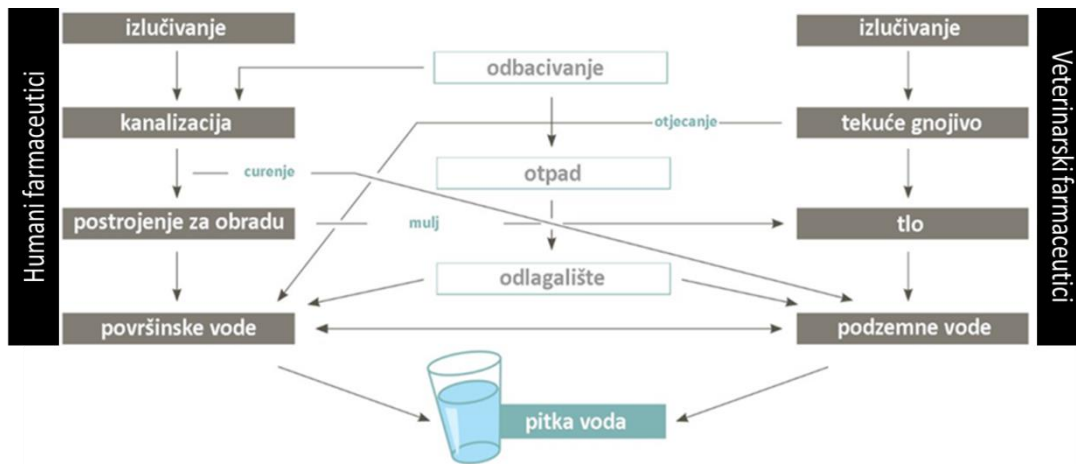 Humani farmaceutici
Veterinarski farmaceutici
izlučivanje
izlučivanje
odbacivanje
kanalizacija
otjecanje
tekuće gnojivo
curenje
otpad
postrojenje za obradu
mulj
tlo
odlagalište
površinske vode
podzemne vode
pitka voda